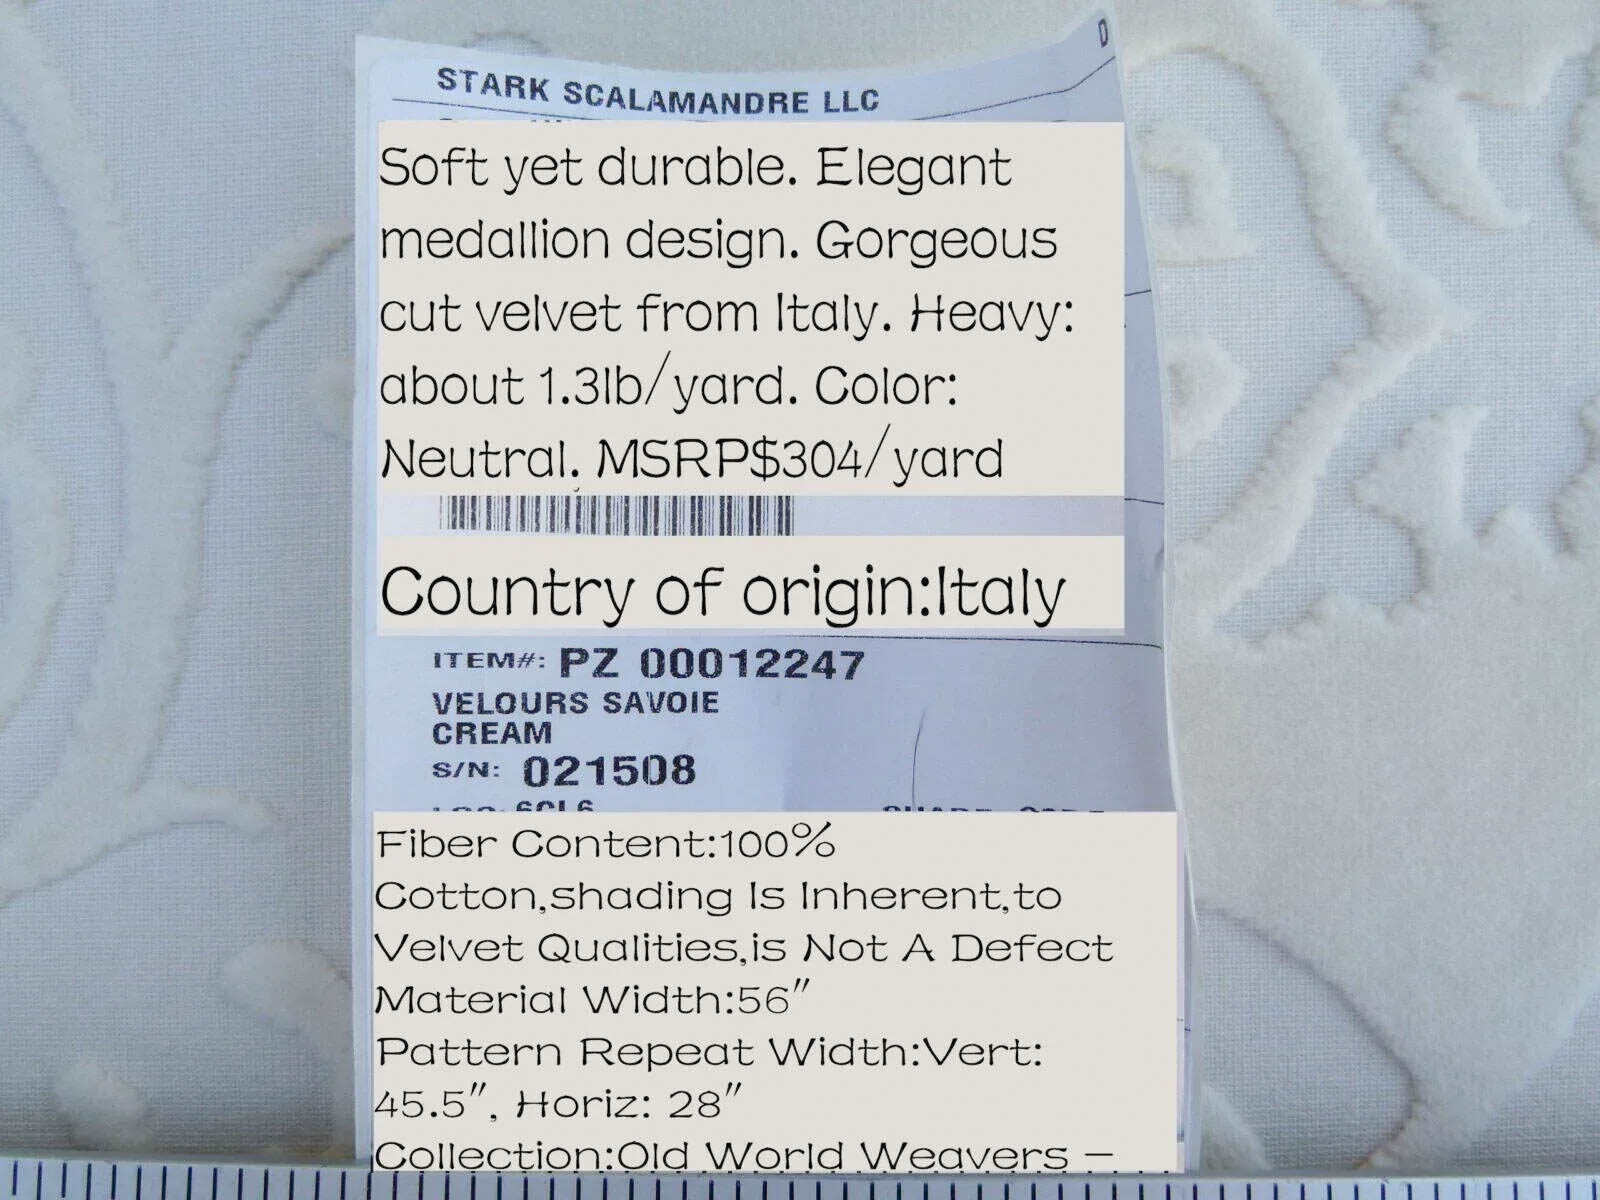 D
STARK SCALAMANDRE LLC
Soft yet durable. Elegant
medallion design. Gorgeous
cut velvet from Italy. Heavy:
about 1.3lb/yard. Color:
Neutral. MSRP$304/yard
Country of origin:Italy
ITEM#: PZ 00012247
VELOURS SAVOIE
CREAM
S/N: 021508
Fiber Content:100%
Cotton,shading Is Inherent,to
Velvet Qualities,is Not A Defect
Material Width:56"
Pattern Repeat Width:Vert:
45.5", Horiz: 28"
Collection:Old World Weavers –